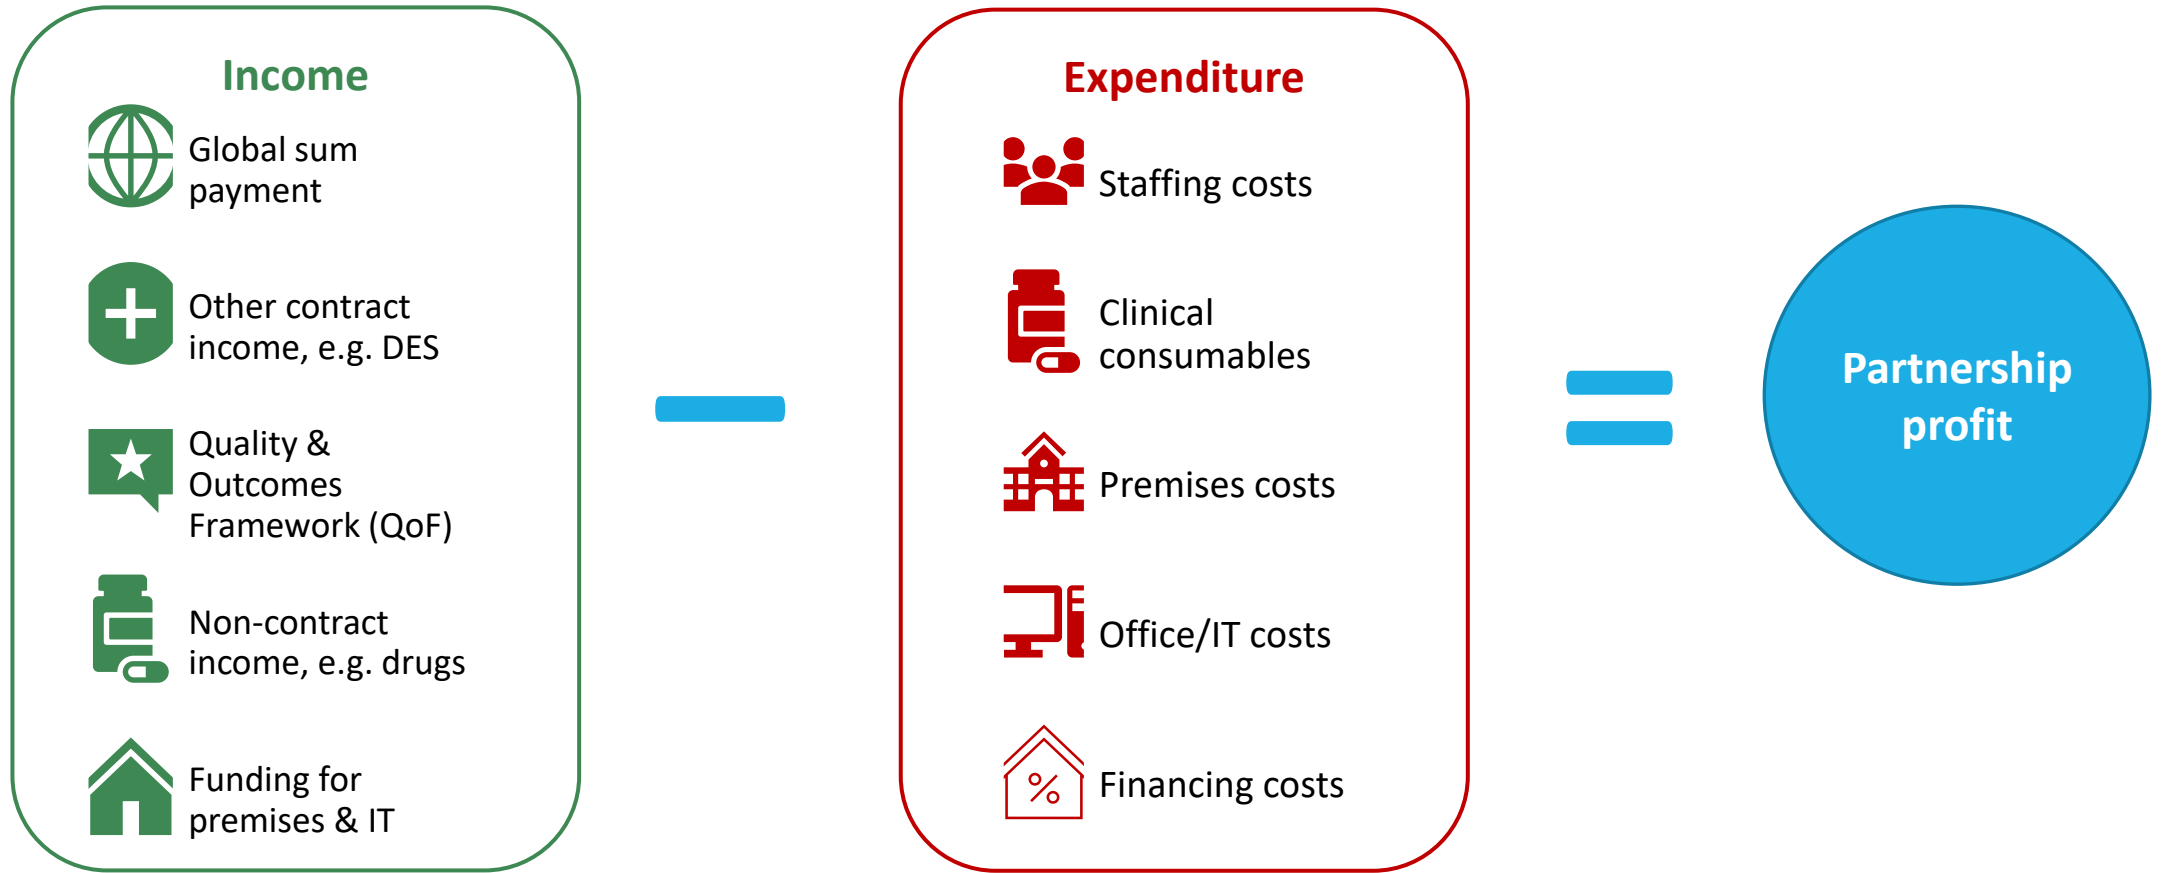 Income
Global sum
payment
Other contract
income, e.g. DES
Quality &
Outcomes
Framework (QoF)
Non-contract
income, e.g. drugs
Funding for
premises & IT
Expenditure
Staffing costs
Clinical
consumables
Premises costs
Office/IT costs
%
Financing costs
Partnership
profit